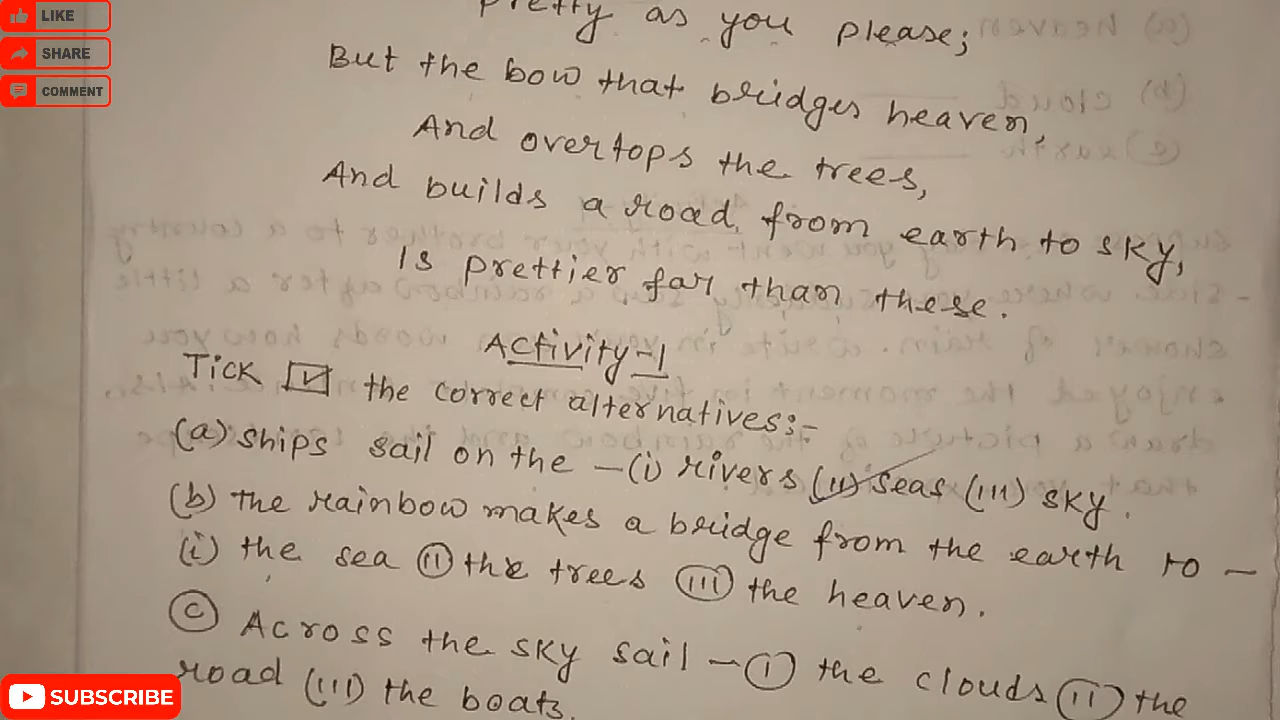 LIKE
SHARE
COMMENT
pretty as you please;
But the bow that bridges heaven,
And overtops the trees,
And builds a road from earth to sky,
Is prettier far than these.
Activity-1
Tick ☑ the correct alternatives:-
(a) ships sail on the - (i) rivers (ii) seas (iii) sky.
(b) the rainbow makes a bridge from the earth to -
(i) the sea (ii) the trees (iii) the heaven.
(c) Across the sky sail - (i) the clouds (ii) the
road (iii) the boats.
SUBSCRIBE